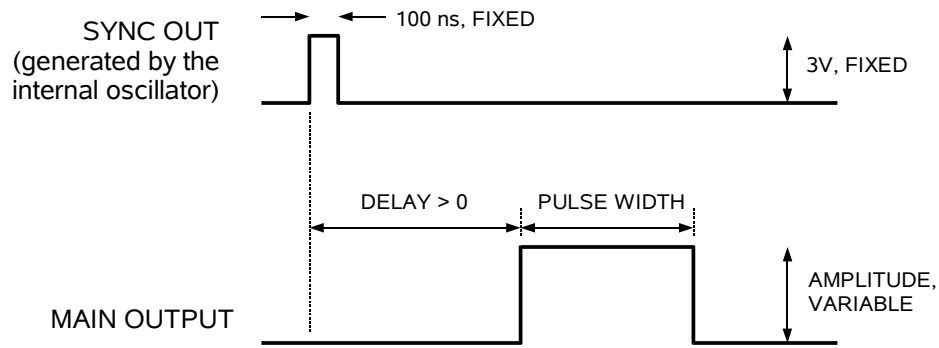 100 ns, FIXED
SYNC OUT
(generated by the
internal oscillator)
3V, FIXED
DELAY > 0
PULSE WIDTH
AMPLITUDE,
VARIABLE
MAIN OUTPUT